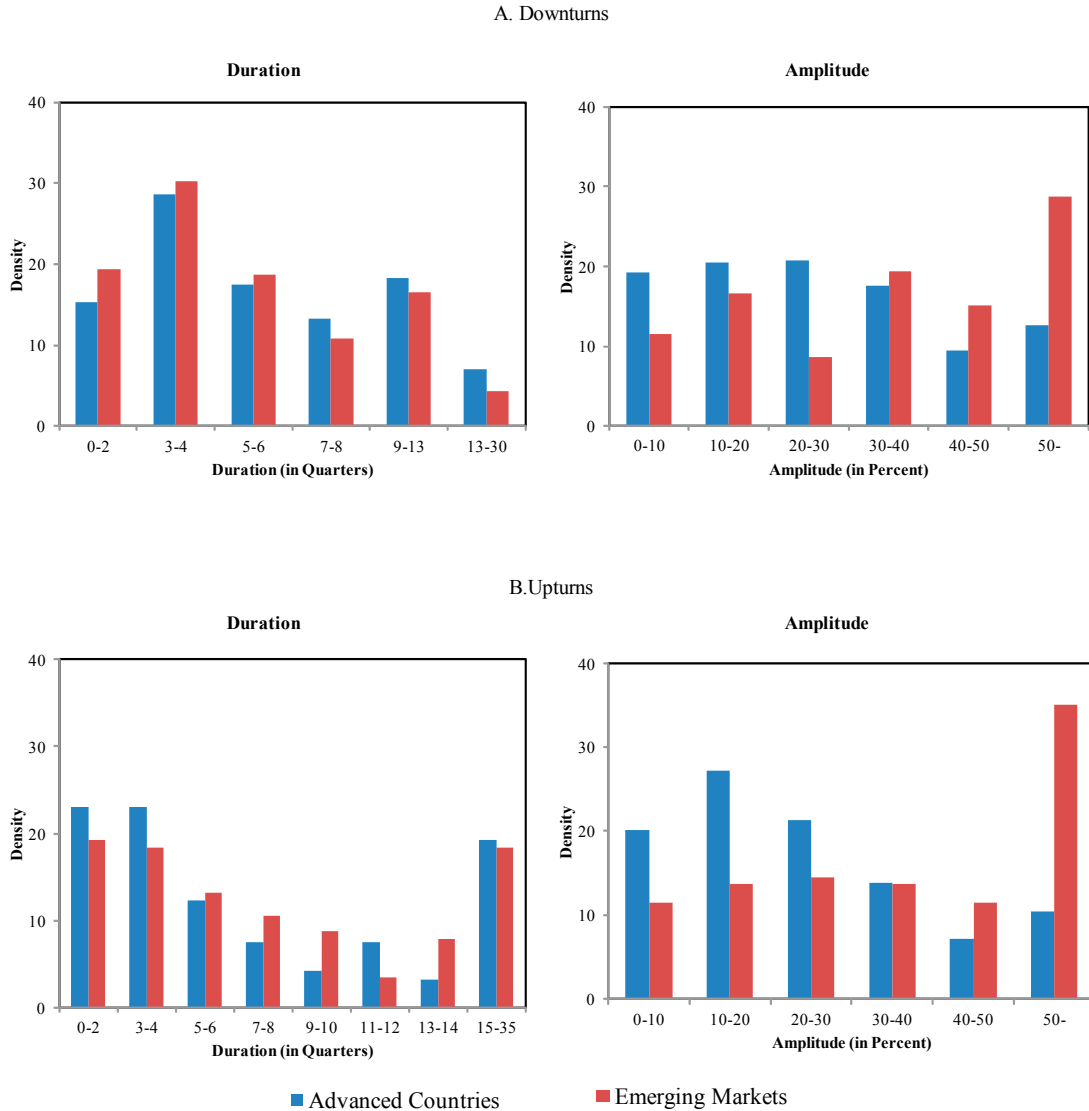 A. Downturns
Duration
40
30
20
10
0
Density
0-2 3-4 5-6 7-8 9-13 13-30
Duration (in Quarters)
Amplitude
40
30
20
10
0
Density
0-10 10-20 20-30 30-40 40-50 50-
Amplitude (in Percent)
B.Upturns
Duration
40
30
20
10
0
Density
0-2 3-4 5-6 7-8 9-10 11-12 13-14 15-35
Duration (in Quarters)
Amplitude
40
30
20
10
0
Density
0-10 10-20 20-30 30-40 40-50 50-
Amplitude (in Percent)
Advanced Countries
Emerging Markets